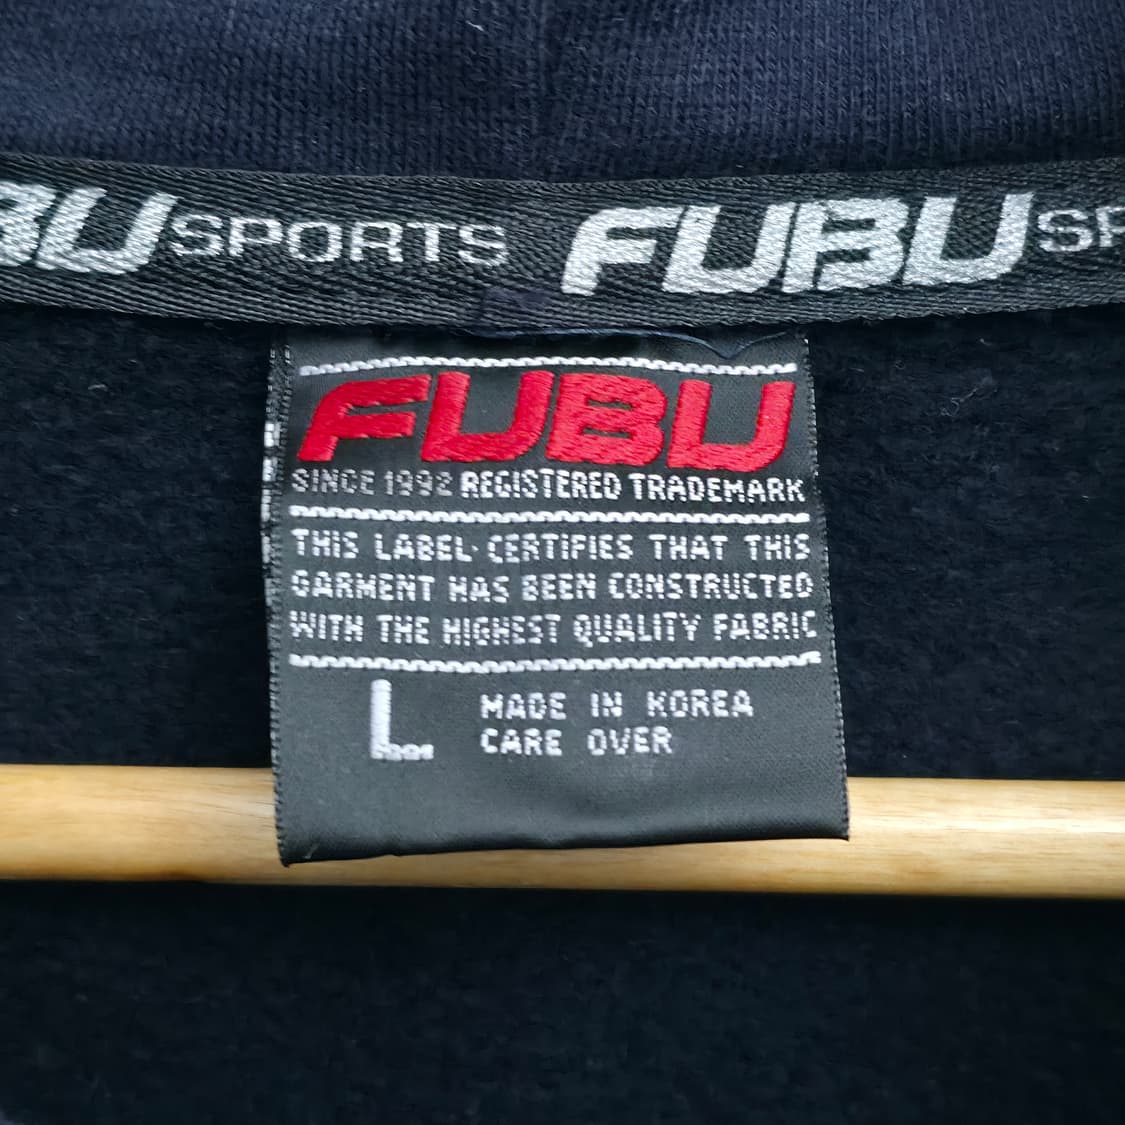 BU SPORTS FUBU SP
FUBU
SINCE 1992 REGISTERED TRADEMARK
THIS LABEL CERTIFIES THAT THIS
GARMENT HAS BEEN CONSTRUCTED
WITH THE HIGHEST QUALITY FABRIC
L MADE IN KOREA
CARE OVER